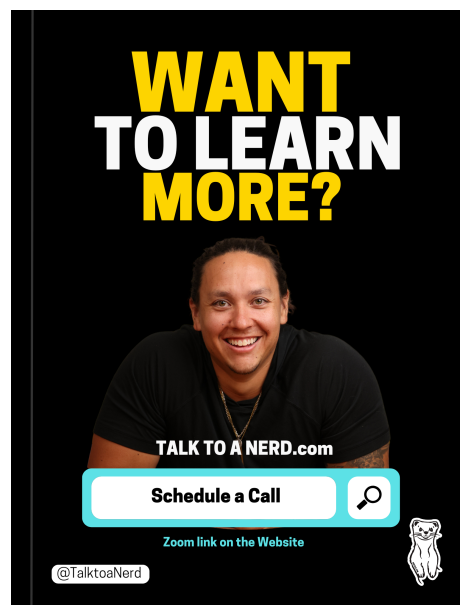 WANT
TO LEARN
MORE?
TALK TO A NERD.com
Schedule a Call
Zoom link on the Website
@TalktoaNerd